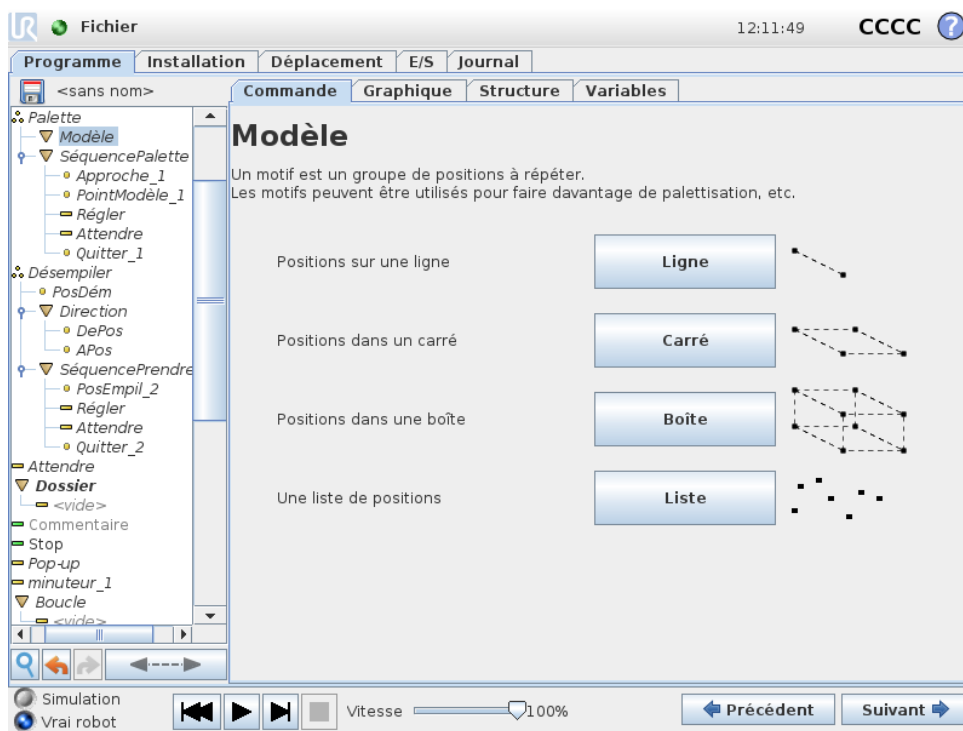 UR Fichier 12:11:49 CCCC ?
Programme Installation Déplacement E/S Journal
<sans nom>
Commande Graphique Structure Variables
Palette
Modèle
SéquencePalette
Approche_1
PointModèle_1
Régler
Attendre
Quitter_1
Désempiler
PosDém
Direction
DePos
APos
SéquencePrendre
PosEmpil_2
Régler
Attendre
Quitter_2
Attendre
Dossier
<vide>
Commentaire
Stop
Pop-up
minuteur_1
Boucle
<vide>
Modèle
Un motif est un groupe de positions à répéter.
Les motifs peuvent être utilisés pour faire davantage de palettisation, etc.
Positions sur une ligne Ligne
Positions dans un carré Carré
Positions dans une boîte Boîte
Une liste de positions Liste
Simulation
Vrai robot
Vitesse 100%
Précédent Suivant